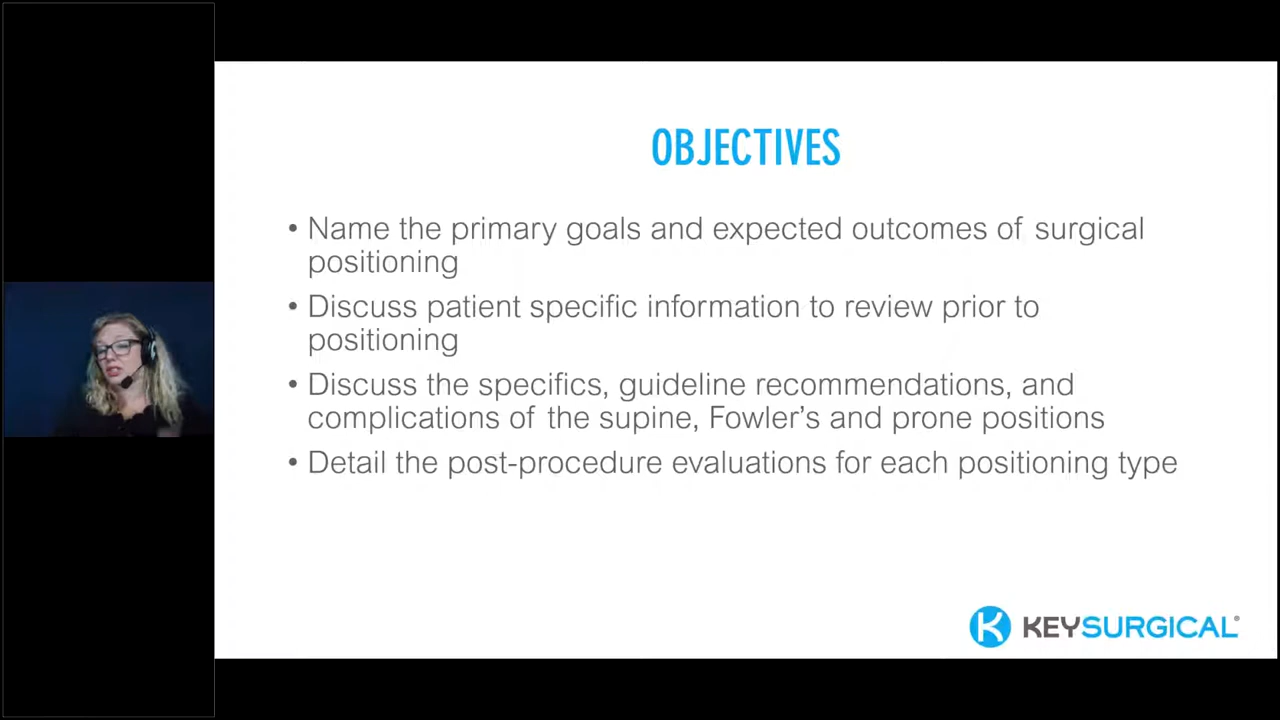 OBJECTIVES
• Name the primary goals and expected outcomes of surgical
positioning
• Discuss patient specific information to review prior to
positioning
• Discuss the specifics, guideline recommendations, and
complications of the supine, Fowler’s and prone positions
• Detail the post-procedure evaluations for each positioning type
K KEYSURGICAL®